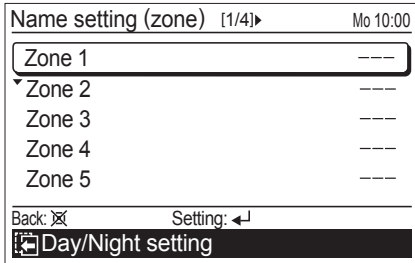 Name setting (zone) [1/4]▸ Mo 10:00
Zone 1 ---
Zone 2 ---
Zone 3 ---
Zone 4 ---
Zone 5 ---
Back: Setting: ↵
Day/Night setting